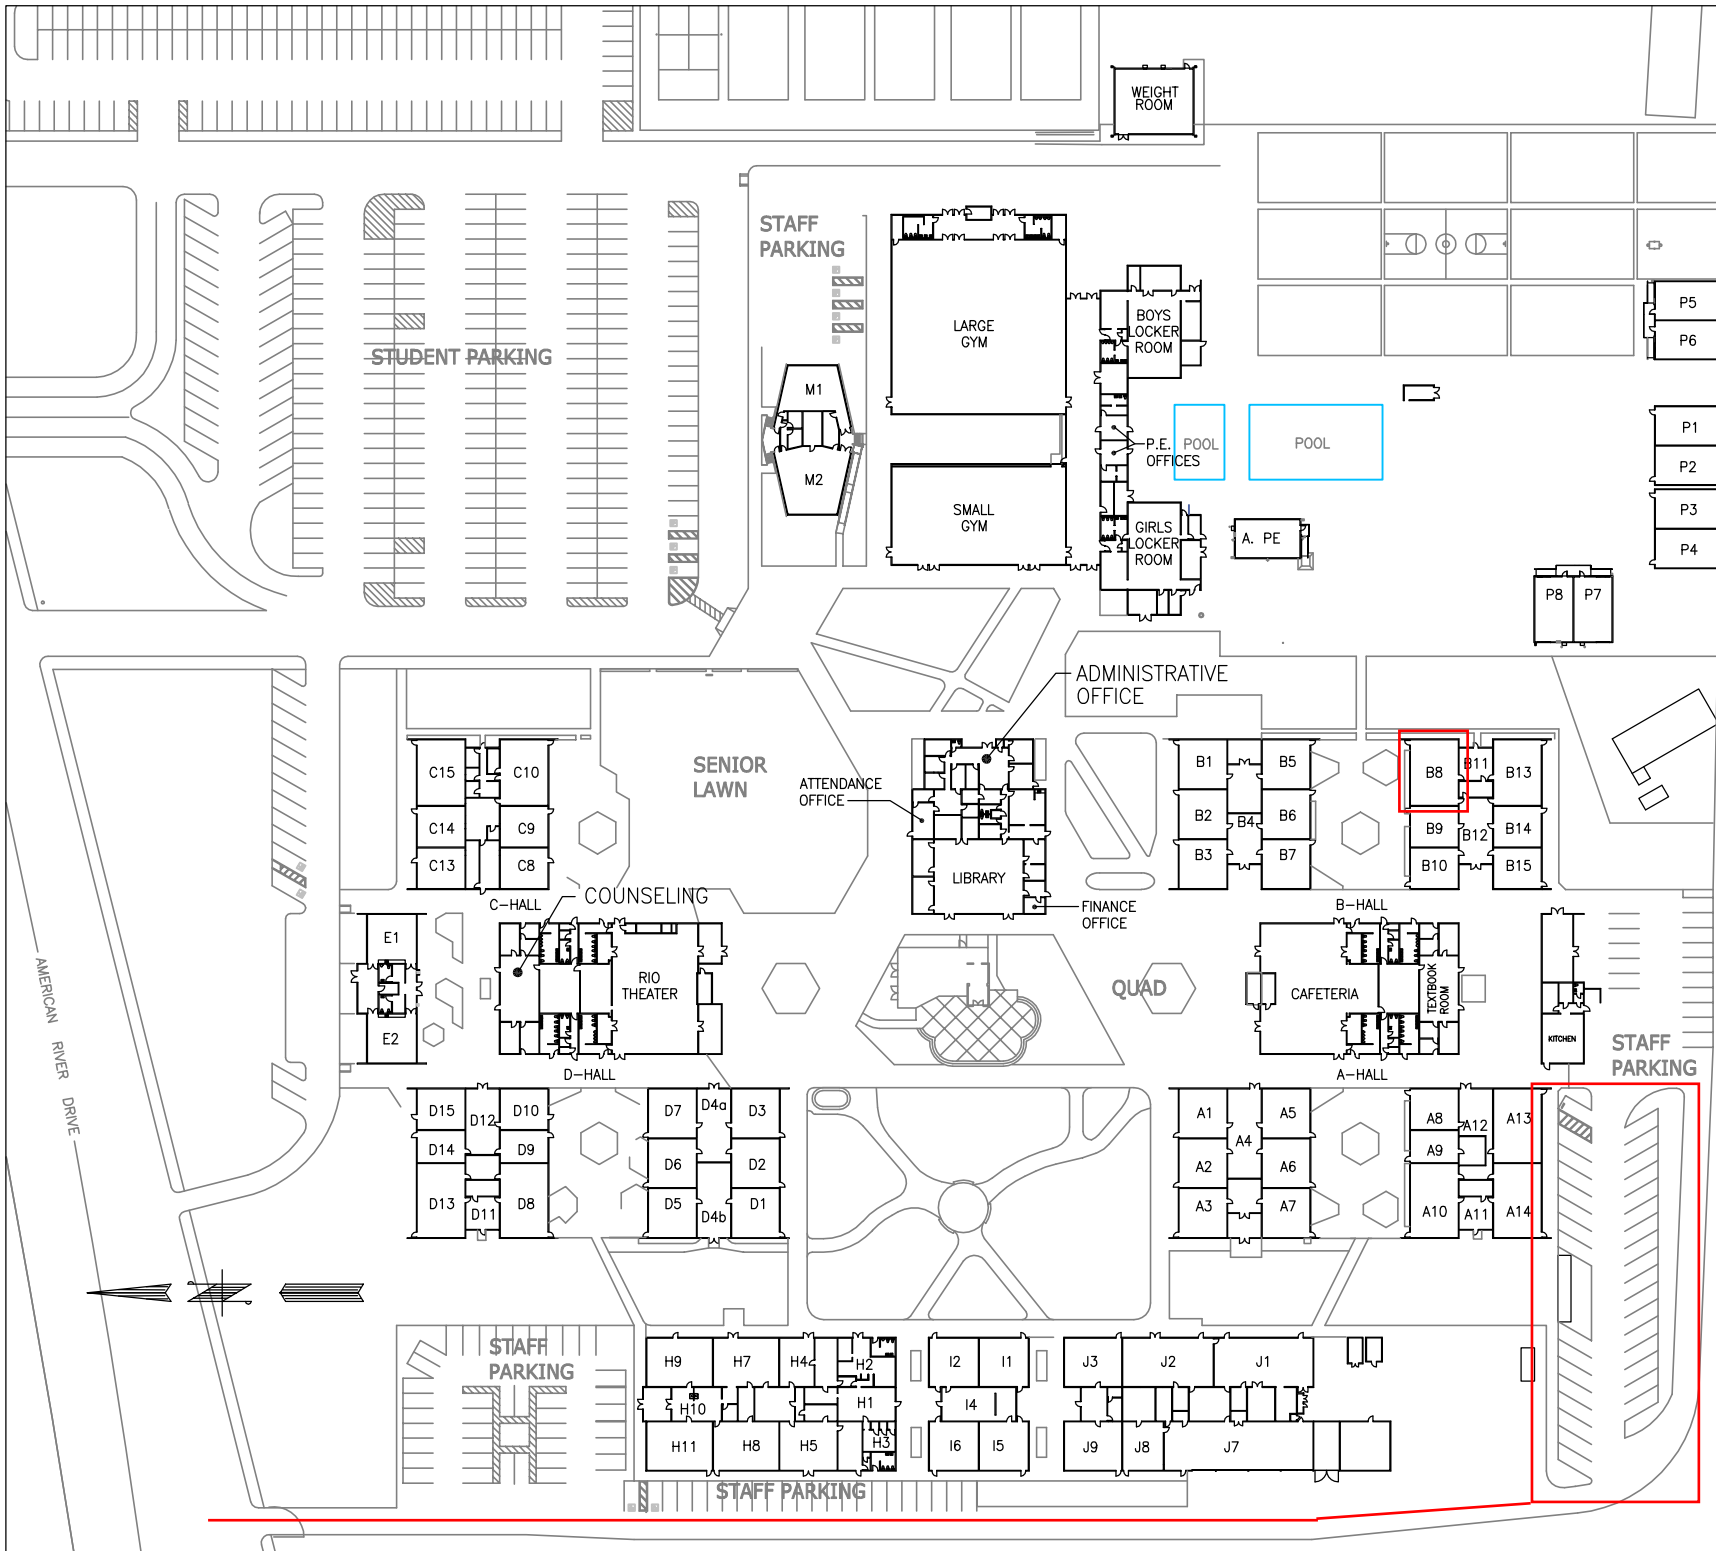 WEIGHT
ROOM
STAFF
PARKING
LARGE
GYM
BOYS
LOCKER
ROOM
P5
P6
STUDENT PARKING
M1
M2
P.E.
OFFICES
POOL
POOL
P1
P2
P3
P4
SMALL
GYM
GIRLS
LOCKER
ROOM
A. PE
P8
P7
ADMINISTRATIVE
OFFICE
SENIOR
LAWN
ATTENDANCE
OFFICE
C15
C10
C14
C9
C13
C8
B1
B5
B2
B4
B6
B3
B7
B8
B11
B13
B9
B12
B14
B10
B15
LIBRARY
FINANCE
OFFICE
COUNSELING
C-HALL
B-HALL
E1
E2
RIO
THEATER
QUAD
CAFETERIA
TEXTBOOK
ROOM
KITCHEN
STAFF
PARKING
AMERICAN RIVER DRIVE
D-HALL
A-HALL
D15
D12
D10
D14
D9
D13
D11
D8
D7
D4a
D3
D6
D2
D5
D4b
D1
A1
A5
A4
A2
A6
A3
A7
A8
A12
A13
A9
A10
A11
A14
STAFF
PARKING
H9
H7
H4
H2
H10
H1
H11
H8
H5
H3
I2
I1
I4
I6
I5
J3
J2
J1
J9
J8
J7
STAFF PARKING